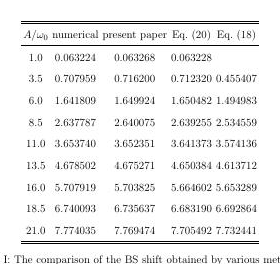 A/ω₀ numerical present paper Eq. (20) Eq. (18)
1.0 0.063224 0.063268 0.063228
3.5 0.707959 0.716200 0.712320 0.455407
6.0 1.641809 1.649924 1.650482 1.494983
8.5 2.637787 2.640075 2.639255 2.534559
11.0 3.653740 3.652351 3.641373 3.574136
13.5 4.678502 4.675271 4.650384 4.613712
16.0 5.707919 5.703825 5.664602 5.653289
18.5 6.740093 6.735637 6.683190 6.692864
21.0 7.774035 7.769474 7.705492 7.732441
I: The comparison of the BS shift obtained by various